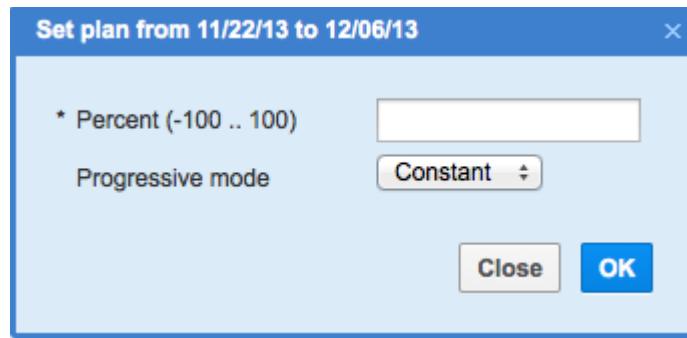 Set plan from 11/22/13 to 12/06/13
* Percent (-100 .. 100)
Progressive mode Constant
Close OK